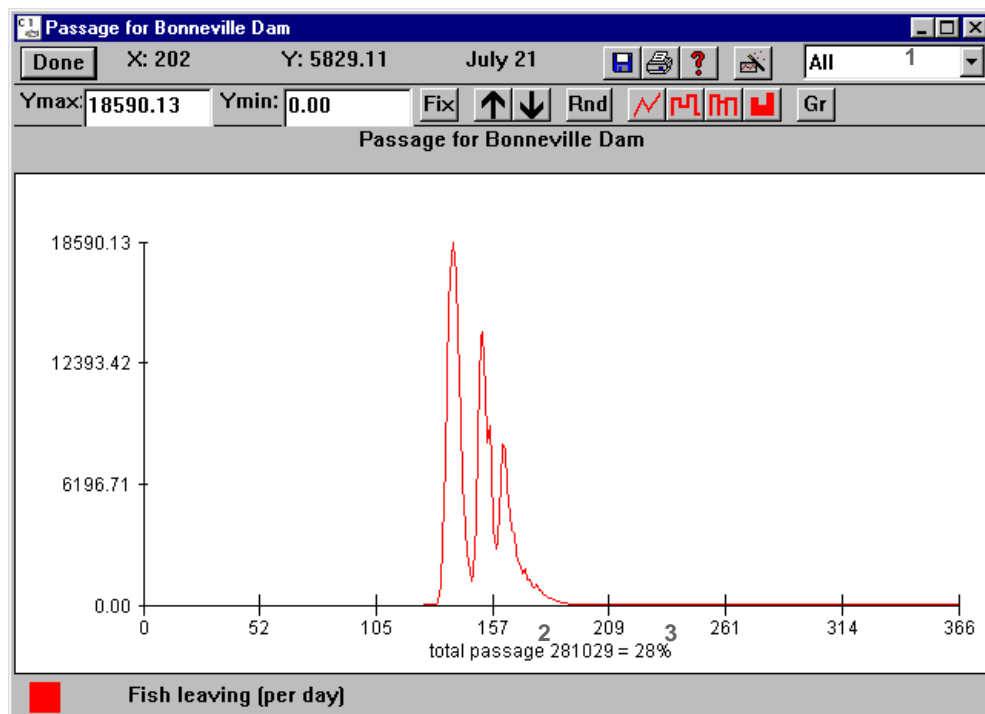 Passage for Bonneville Dam
Done X: 202 Y: 5829.11 July 21 All 1
Ymax: 18590.13 Ymin: 0.00 Fix Rnd Gr
Passage for Bonneville Dam
18590.13
12393.42
6196.71
0.00
0 52 105 157 209 261 314 366
2 3
total passage 281029 = 28%
Fish leaving (per day)